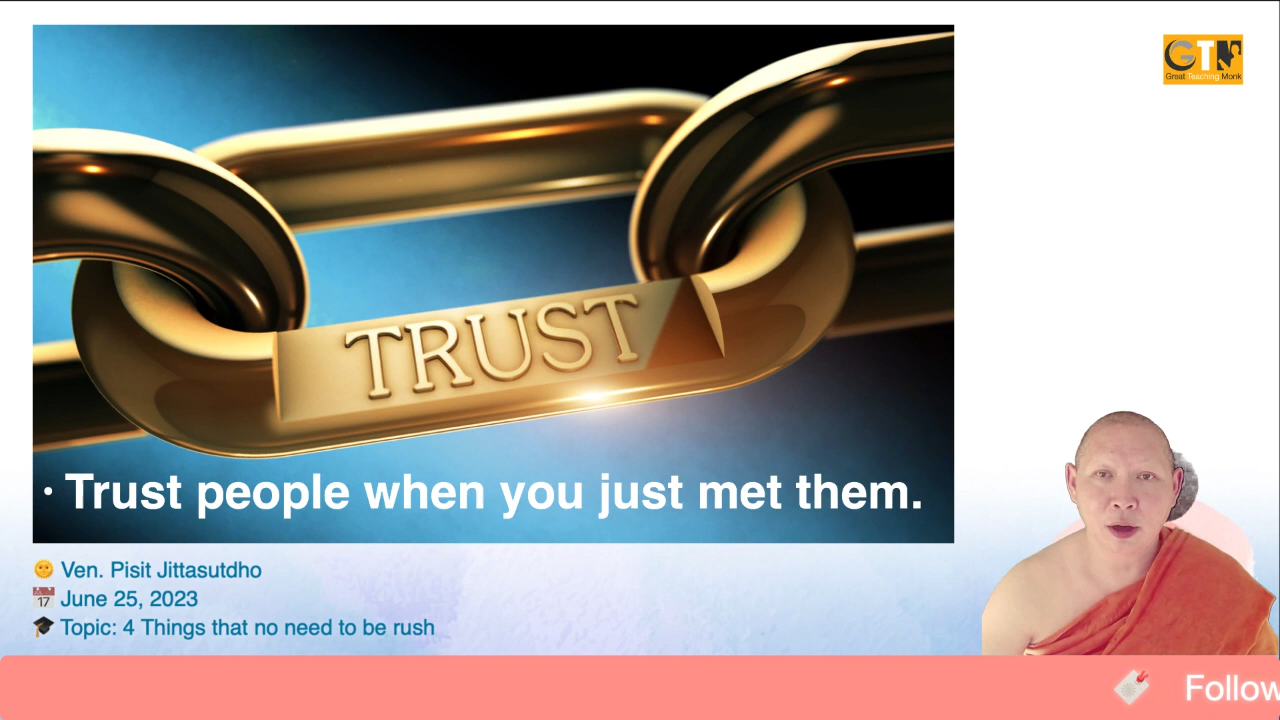 GTM
Great Teaching Monk
TRUST
· Trust people when you just met them.
Ven. Pisit Jittasutdho
June 25, 2023
Topic: 4 Things that no need to be rush
Follow